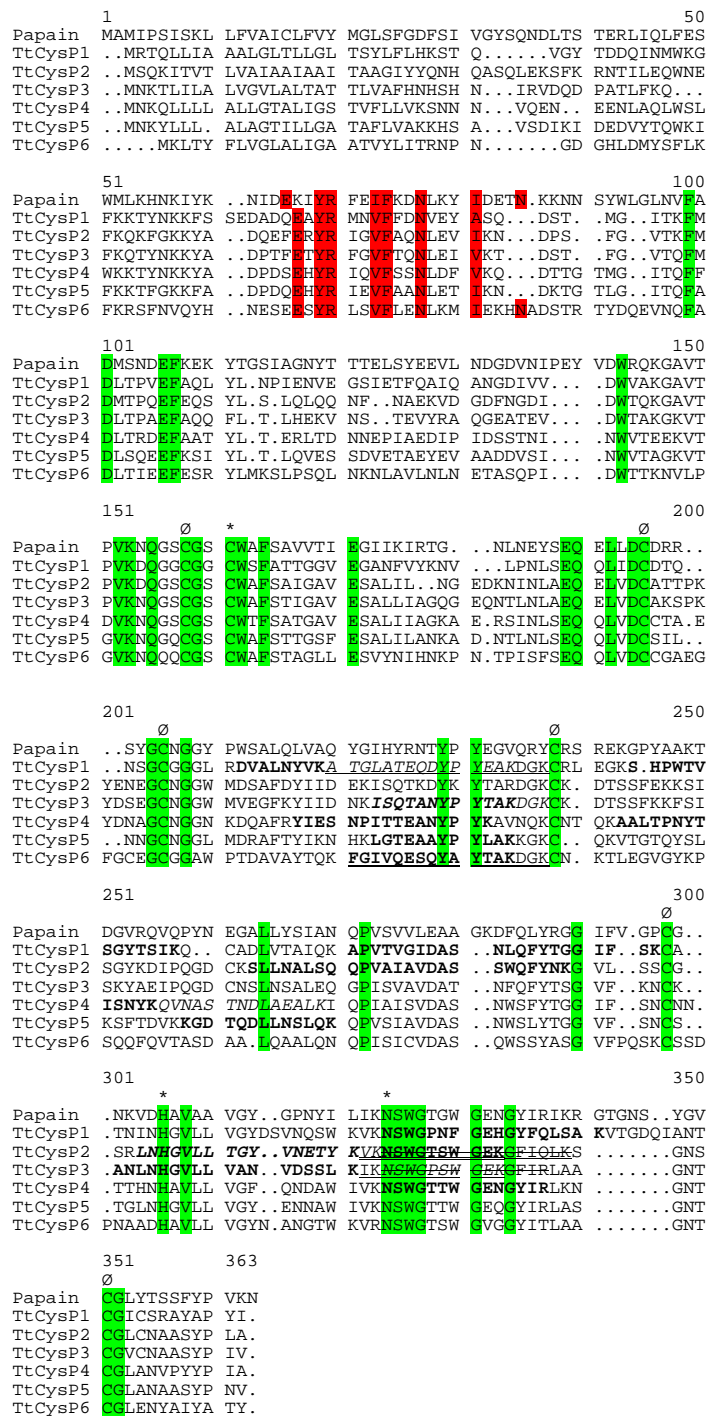 1 50
Papain MAMIPSISKL LFVAICLFVY MGLSFGDFSI VGYSQNDLTS TERLIQLFES
TtCysP1 ..MRTQLLIA AALGLTLLGL TSYLFLHKST Q......VGY TDDQINMWKG
TtCysP2 ..MSQKITVT LFVAIAAIAAI ITAAGIYYQNH QASQLEKSFK RNTILEQWNE
TtCysP3 ..MNKTLILA LVGVLALTAT TLVAFHNHSH N...IRVDQD PATLFKQ...
TtCysP4 ..MNKQLLLL ALLGTALIGS TVFLLVKSNN N...VQEN.. EENLAQLWSL
TtCysP5 ..MNKYLLL. ALAGTILLGA TAFLVAKKHS A...VSDIKI DEDVYTQWKI
TtCysP6 .....MKLTY FLVGLALIGA ATVYLITRNP N......GD GHLDMYSFLK
51 100
Papain WMLKHNKIYK ..NIDEKIYR FEIFKDNLKY IDETNKKNNS YWLGLNVFA
TtCysP1 FKKTYNKKFS SEDADQEAYR MNVFFDNVEY ASQ...DST. .MG..ITKFM
TtCysP2 FKQKFGKKYA ..DQEFERYR IGVFAQNLEV IKN...DPS. .FG..VTKFM
TtCysP3 FKQTYNKKYA ..DPTFETYR FGVFTQNLEI VKT...DST. .FG..VTQFM
TtCysP4 WKKTYNKKYA ..DPDSFHYR IQVFSSNLDF VKQ...DTTG TMG..ITQFF
TtCysP5 FKKTFGKKFA ..DPDQEHYR IEVFAANLET IKN...DKTG TLG..ITQFA
TtCysP6 FKRSFNVQYH ..NESEESYR LSVFLENLKM IEKHNADSTR TYDQEVNQFA
101 150
Papain DMSNDEFKEK YTGSIAGNYT TTELSYEEVL NDGDVNIPEY VDWRQKGAVT
TtCysP1 DLTPVEFAQL YL.NPIENVE GSIETFQAIQ ANGDIVV... .DWVAKGAVT
TtCysP2 DMTPQEFEQS YL.S.LQLQQ NF..NAEKVD GDFNGDI... .DWTQKGAVT
TtCysP3 DLTPAEFAQQ FL.T.LHEKV NS..TEVYRA QGEATEV... .DWTAKGKVT
TtCysP4 DLTRDEFAAT YL.T.ERLTD NNEPIAEDIP IDSSTNI... .NWVTEEKVT
TtCysP5 DLSQEEFKSI YL.T.LQVES SDVETAEYEV AADDVSI... .NWVTAGKVT
TtCysP6 DLTIEEFESR YLMKSLPSQL NKNLAVLNLN ETASQPI... .DWTTKNVLP
151 Ø * Ø 200
Papain PVKNQGSCGS CWAFSAVVTI EGIIKIRTG. ..NLNEYSEQ ELLDCDRR..
TtCysP1 PVKDQGGCGG CWSFATTGGV EGANFVYKNV ...LPNLSEQ QLIDCDTQ..
TtCysP2 PVKDQGSCGS CWAFSAIGAV ESALIL..NG EDKNINLAEQ ELVDCATTPK
TtCysP3 PVKNQGSCGS CWAFSTIGAV ESALLIAGQG EQNTLNLAEQ ELVDCAKSPK
TtCysP4 DVKNQGSCGS CWTFSATGAV ESALIIAGKA E.RSINLSEQ QLVDCCTA.E
TtCysP5 GVKNQGQCGS CWAFSTTGSF ESALILANKA D.NTLNLSEQ QLVDCSIL..
TtCysP6 GVKNQQQCGS CWAFSTAGLL ESVYNIHNKP N.TPISFSEQ QLVDCCGAEG
201 Ø Ø 250
Papain ..SYGCNGGY PWSALQLVAQ YGIHYRNTYP YEGVQRYCRS REKGPYAAKT
TtCysP1 ..NSGCGGGL RDVALNYVKA TGLATEQDYP YEAKDGKCRL EGKS.HPWTV
TtCysP2 YENEGCNGGW MDSAFDYIID EKISQTKDYK YTARDGKCK. DTSSFEKKSI
TtCysP3 YDSEGCNGGW MVEGFKYIID NKISQTANYP YTAKDGKCK. DTSSFKKFSI
TtCysP4 YDNAGCNGGN KDQAFRYIES NPITTEANYP YKAVNQKCNT QKAALTPNYT
TtCysP5 ..NNGCNGGL MDRAFTYIKN HKLGTEAAYP YLAKKGKC.. QKVTGTQYSL
TtCysP6 FGCEGCGGAW PTDAVAYTQK FGIVQESQYA YTAKDGKCN. KTLEGVGYKP
251 Ø 300
Papain DGVRQVQPYN EGALLYSIAN QPVSVVLEAA GKDFQLYRGG IFV.GPCG..
TtCysP1 SGYTSIKQ.. CADLVTAIQK APVTVGIDAS ..NLQFYTGG IF..SKCA..
TtCysP2 SGYKDIPQGD CKSLLNALSQ QPVAIAVDAS ..SWQFYNKG VL..SSCG..
TtCysP3 SKYAEIPQGD CNSLNSALEQ GPISVAVDAT ..NFQFYTSG VF..KNCK..
TtCysP4 ISNYKQVNAS TNDLAEALKI QPIAISVDAS ..NWSFYTGG IF..SNCNN.
TtCysP5 KSFTDVKKGD TQDLLNSLQK QPVSIAVDAS ..NWSLYTGG VF..SNCS..
TtCysP6 SQQFQVTASD AA.LQAALQN QPISICVDAS ..QWSSYASG VFPQSKCSSD
301 * * 350
Papain .NKVDHAVAA VGY..GPNYI LIKNSWGTGW GENGYIRIKR GTGNS..YGV
TtCysP1 .TNINHGVLL VGYDSVNQSW KVKNSWGPNF GEHGYFQLSA KVTGDQIANT
TtCysP2 .SRLNHGVLL TGY..VNETY KVKNSWGTSW GEKGFIQLKS .......GNS
TtCysP3 .ANLNHGVLL VAN..VDSSL KIKNSWGPSW GEKGFIRLAA .......GNT
TtCysP4 .TTHNHAVLL VGF..QNDAW IVKNSWGTTW GENGYIRLKN .......GNT
TtCysP5 .TGLNHGVLL VGY..ENNAW IVKNSWGTTW GEQGYIRLAS .......GNT
TtCysP6 PNAADHAVLL VGYN.ANGTW KVRNSWGTSW GVGGYITLAA .......GNT
351 363
Ø
Papain CGLYTSSFYP VKN
TtCysP1 CGICSRAYAP YI.
TtCysP2 CGLCNAASYP LA.
TtCysP3 CGVCNAASYP IV.
TtCysP4 CGLANVPYYP IA.
TtCysP5 CGLANAASYP NV.
TtCysP6 CGLENYAIYA TY.